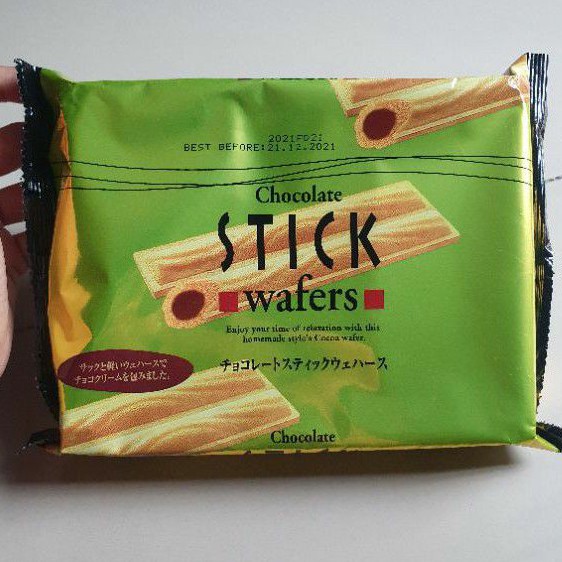 2021FD21
BEST BEFORE:21.12.2021
Chocolate
STICK
wafers
Enjoy your time of relaxation with this
homemade style's Cocoa wafer.
サックと軽いウェハースで
チョコクリームを包みました。
チョコレートスティックウェハース
Chocolate